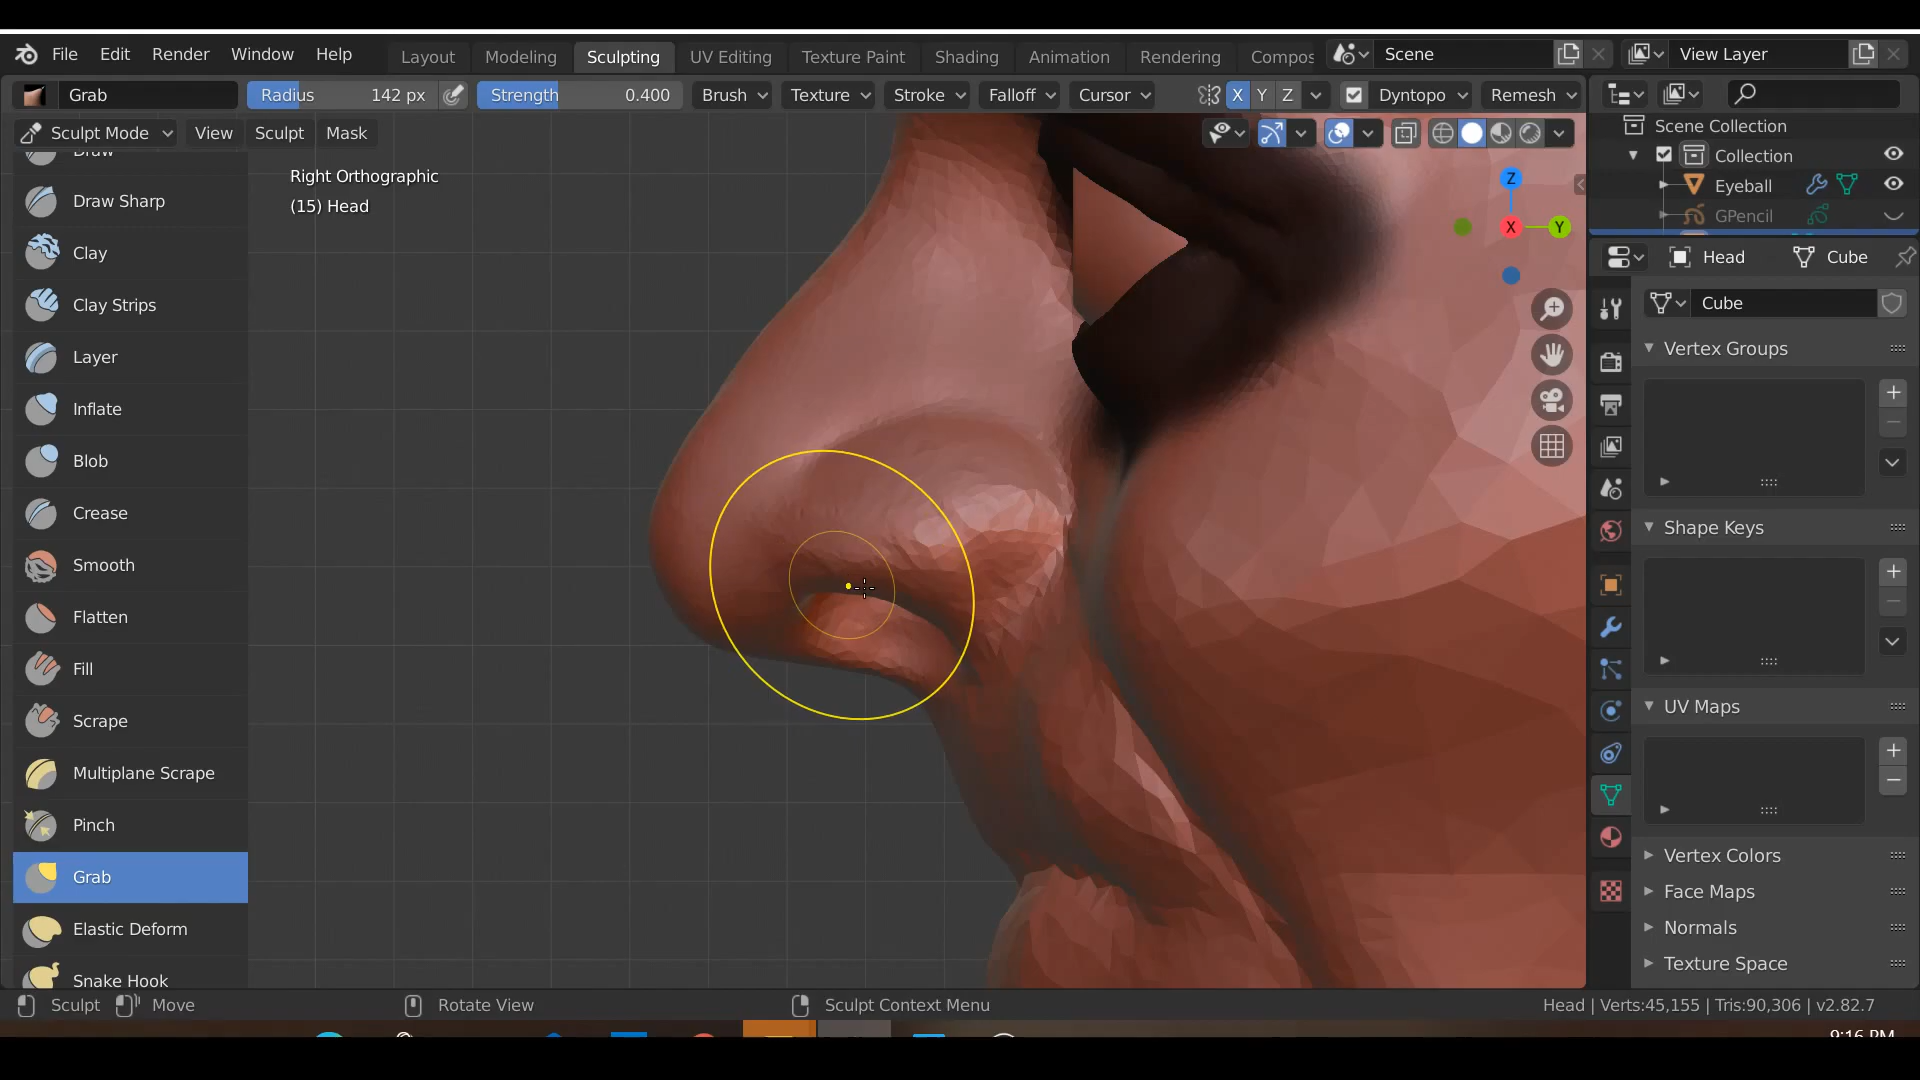 File Edit Render Window Help Layout Modeling Sculpting UV Editing Texture Paint Shading Animation Rendering Compos Scene View Layer
Grab Radius 142 px Strength 0.400 Brush Texture Stroke Falloff Cursor X Y Z Dyntopo Remesh
Sculpt Mode View Sculpt Mask
Scene Collection
Collection
Eyeball
GPencil
Head Cube
Cube
Vertex Groups
Shape Keys
UV Maps
Vertex Colors
Face Maps
Normals
Texture Space
Draw
Draw Sharp
Clay
Clay Strips
Layer
Inflate
Blob
Crease
Smooth
Flatten
Fill
Scrape
Multiplane Scrape
Pinch
Grab
Elastic Deform
Snake Hook
Right Orthographic
(15) Head
Z
X
Y
Sculpt Move Rotate View Sculpt Context Menu Head | Verts:45,155 | Tris:90,306 | v2.82.7
9:16 PM